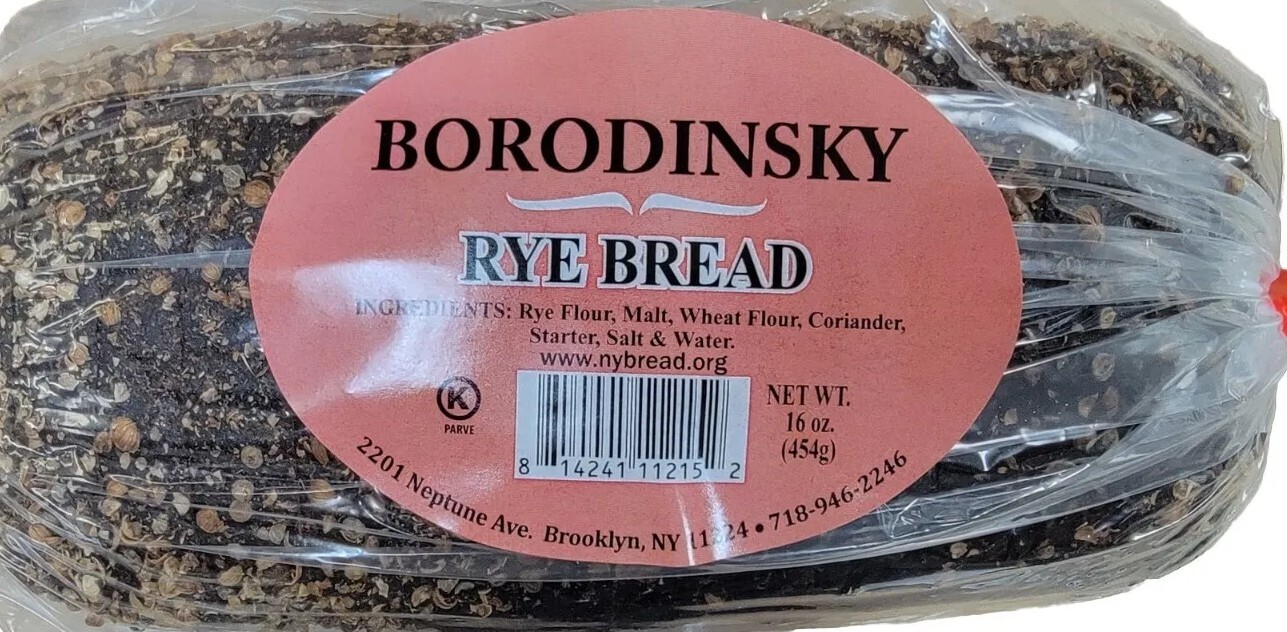 BORODINSKY
RYE BREAD
INGREDIENTS: Rye Flour, Malt, Wheat Flour, Coriander,
Starter, Salt & Water.
www.nybread.org
K
PARVE
8 14241 11215 2
NET WT.
16 oz.
(454g)
2201 Neptune Ave. Brooklyn, NY 11224 • 718-946-2246